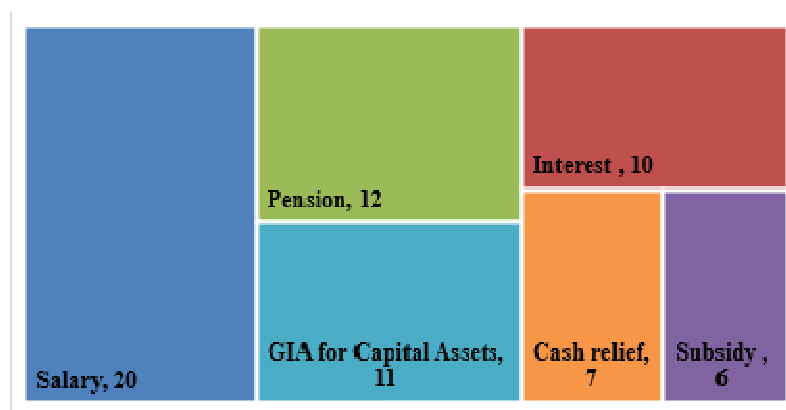 Salary, 20
Pension, 12
GIA for Capital Assets,
11
Interest , 10
Cash relief,
7
Subsidy ,
6